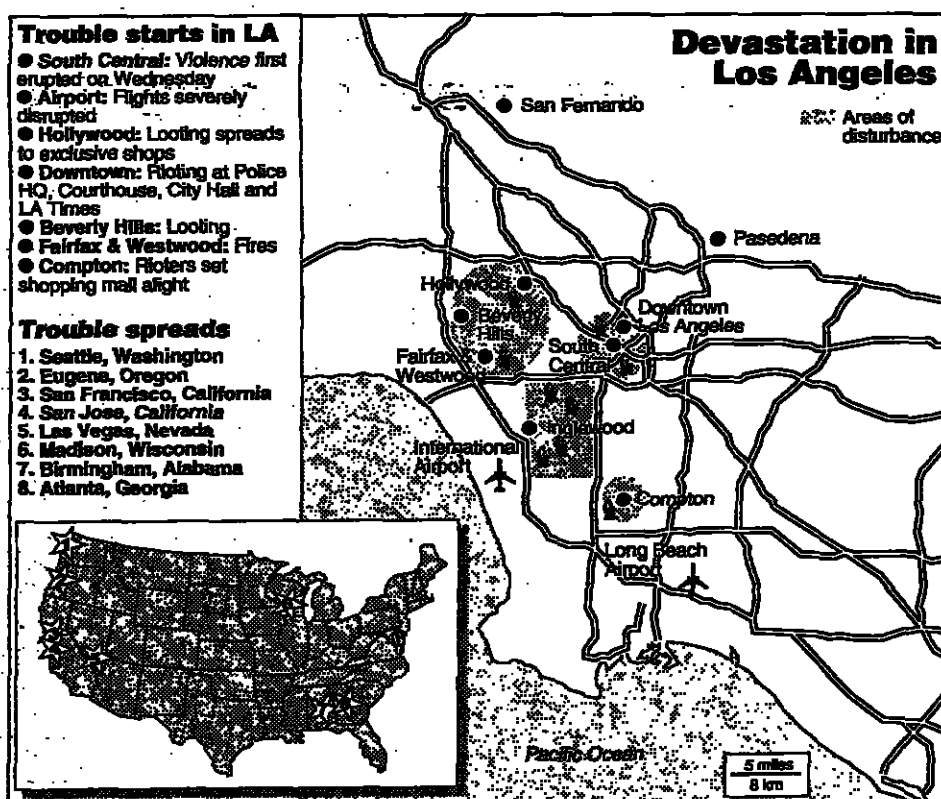 Trouble starts in LA
● South Central: Violence first
erupted on Wednesday
● Airport: Flights severely
disrupted
● Hollywood: Looting spreads
to exclusive shops
● Downtown: Rioting at Police
HQ, Courthouse, City Hall and
LA Times
● Beverly Hills: Looting
● Fairfax & Westwood: Fires
● Compton: Rioters set
shopping mall alight
Trouble spreads
1. Seattle, Washington
2. Eugene, Oregon
3. San Francisco, California
4. San Jose, California
5. Las Vegas, Nevada
6. Madison, Wisconsin
7. Birmingham, Alabama
8. Atlanta, Georgia
Devastation in
Los Angeles
Areas of
disturbance
San Fernando
Pasedena
Hollywood
Beverly
Hills
Downtown
Los Angeles
South
Central
Fairfax
Westwood
Inglewood
International
Airport
Compton
Long Beach
Airport
Pacific Ocean
5 miles
8 km